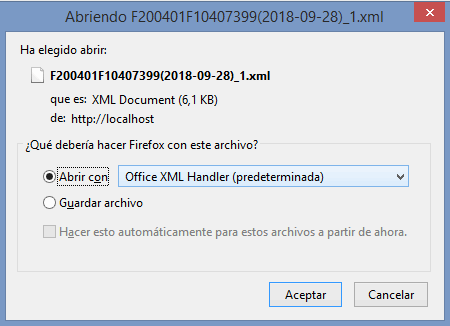 Abriendo F200401F10407399(2018-09-28)_1.xml
Ha elegido abrir:
F200401F10407399(2018-09-28)_1.xml
que es: XML Document (6,1 KB)
de: http://localhost
¿Qué debería hacer Firefox con este archivo?
Abrir con Office XML Handler (predeterminada)
Guardar archivo
Hacer esto automáticamente para estos archivos a partir de ahora.
Aceptar Cancelar